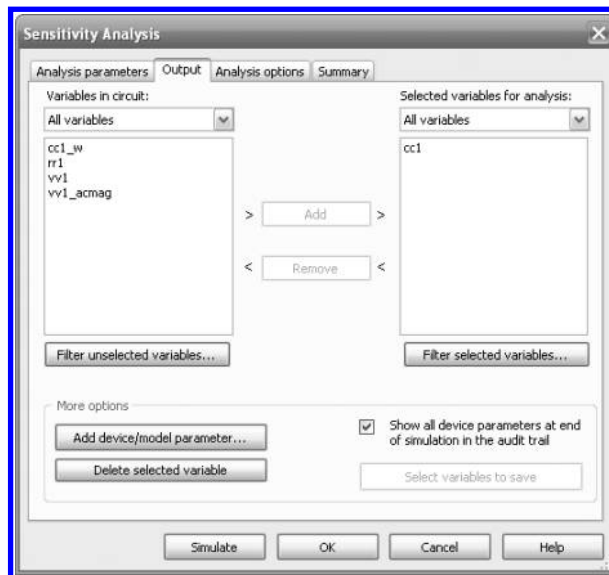 Sensitivity Analysis
Analysis parameters Output Analysis options Summary
Variables in circuit:
Selected variables for analysis:
All variables
All variables
cc1_w
rr1
vv1
vv1_acmag
cc1
> Add >
< Remove <
Filter unselected variables...
Filter selected variables...
More options
Add device/model parameter...
Delete selected variable
Show all device parameters at end
of simulation in the audit trail
Select variables to save
Simulate OK Cancel Help